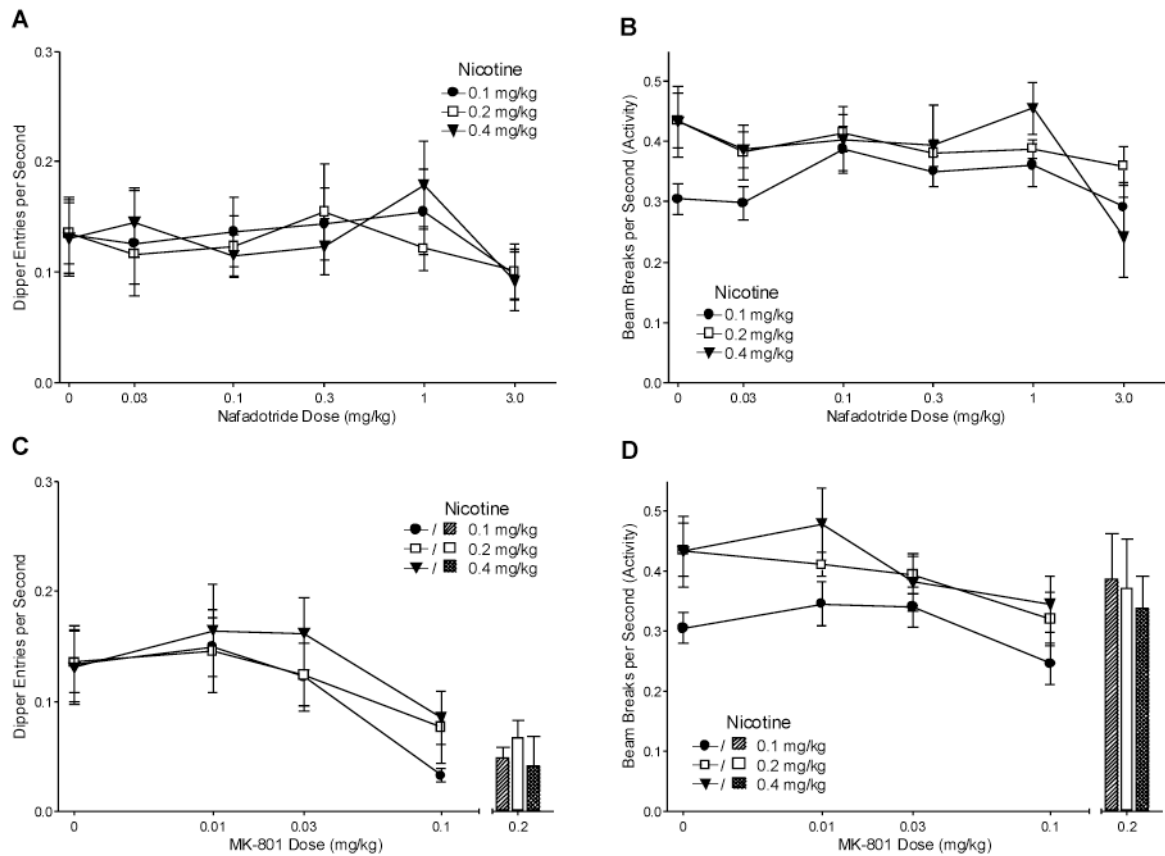 A
Dipper Entries per Second
0.3
0.2
0.1
0.0
Nicotine
0.1 mg/kg
0.2 mg/kg
0.4 mg/kg
0 0.03 0.1 0.3 1 3.0
Nafadotride Dose (mg/kg)
B
Beam Breaks per Second (Activity)
0.5
0.4
0.3
0.2
0.1
0.0
Nicotine
0.1 mg/kg
0.2 mg/kg
0.4 mg/kg
0 0.03 0.1 0.3 1 3.0
Nafadotride Dose (mg/kg)
C
Dipper Entries per Second
0.3
0.2
0.1
0.0
Nicotine
/ 0.1 mg/kg
/ 0.2 mg/kg
/ 0.4 mg/kg
0 0.01 0.03 0.1 0.2
MK-801 Dose (mg/kg)
D
Beam Breaks per Second (Activity)
0.5
0.4
0.3
0.2
0.1
0.0
Nicotine
/ 0.1 mg/kg
/ 0.2 mg/kg
/ 0.4 mg/kg
0 0.01 0.03 0.1 0.2
MK-801 Dose (mg/kg)